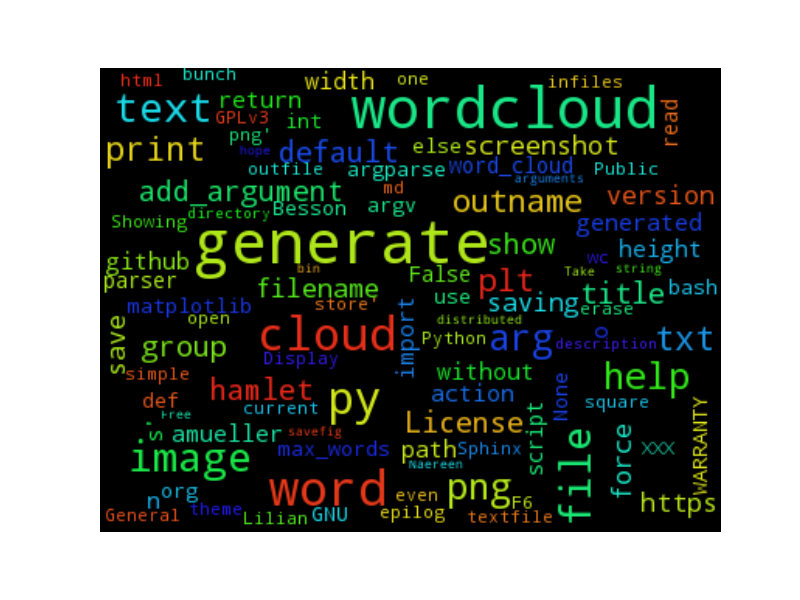 html bunch width one infiles
text return GPLv3 int wordcloud read
png'
print hope default else screenshot
outfile argparse word_cloud Public
arguments
add_argument md outname version
Showing directory Besson argv generated
generate show wc height
github bin Take string
parser filename False plt bash
matplotlib store' use saving title
erase
open distributed
save cloud import Python arg o txt
group Display description
simple without help
def hamlet py action None square
Free current License
's amueller savefig script force XXX WARRANTY
image max_words path Sphinx file
Naereen
n org word even png F6 https
General theme Lilian GNU epilog textfile